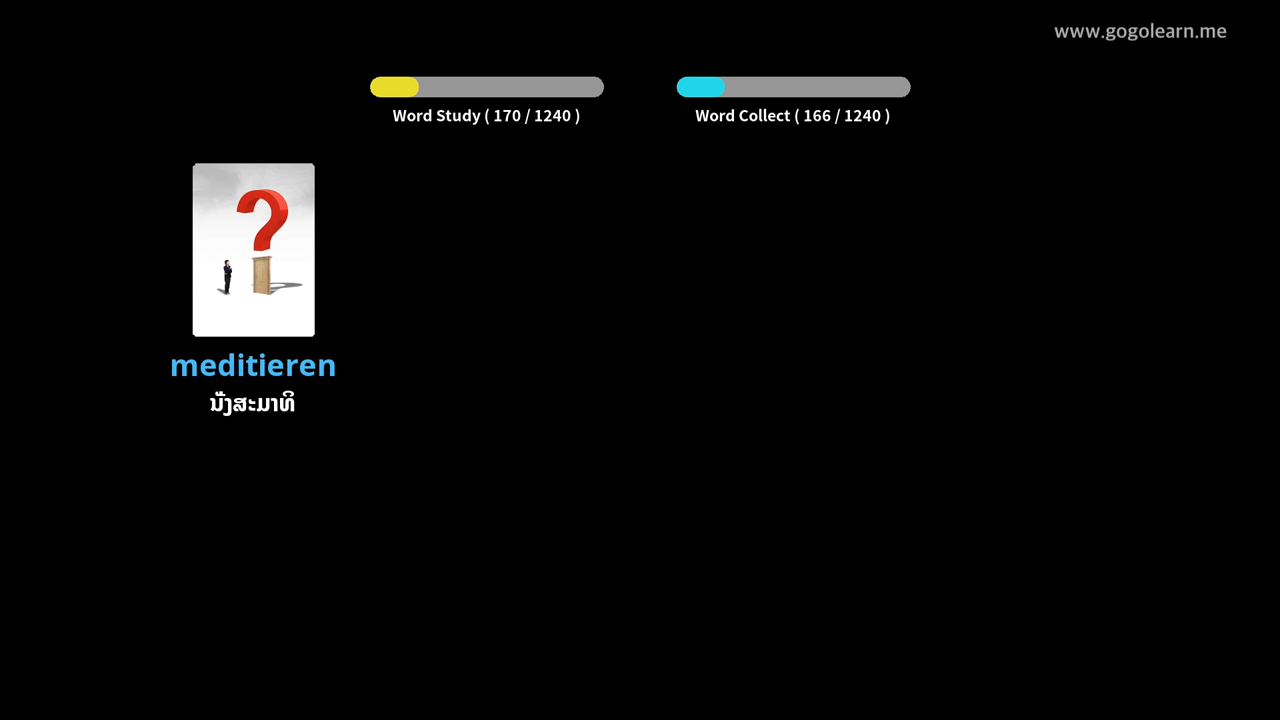 www.gogolearn.me
Word Study ( 170 / 1240 )
Word Collect ( 166 / 1240 )
meditieren
ນັ່ງສະມາທິ